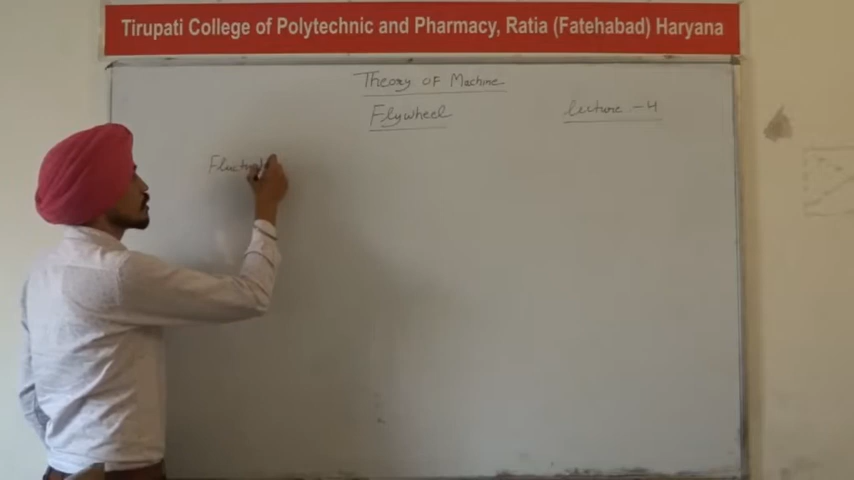 Tirupati College of Polytechnic and Pharmacy, Ratia (Fatehabad) Haryana
Theory of Machine
Flywheel
lecture - 4